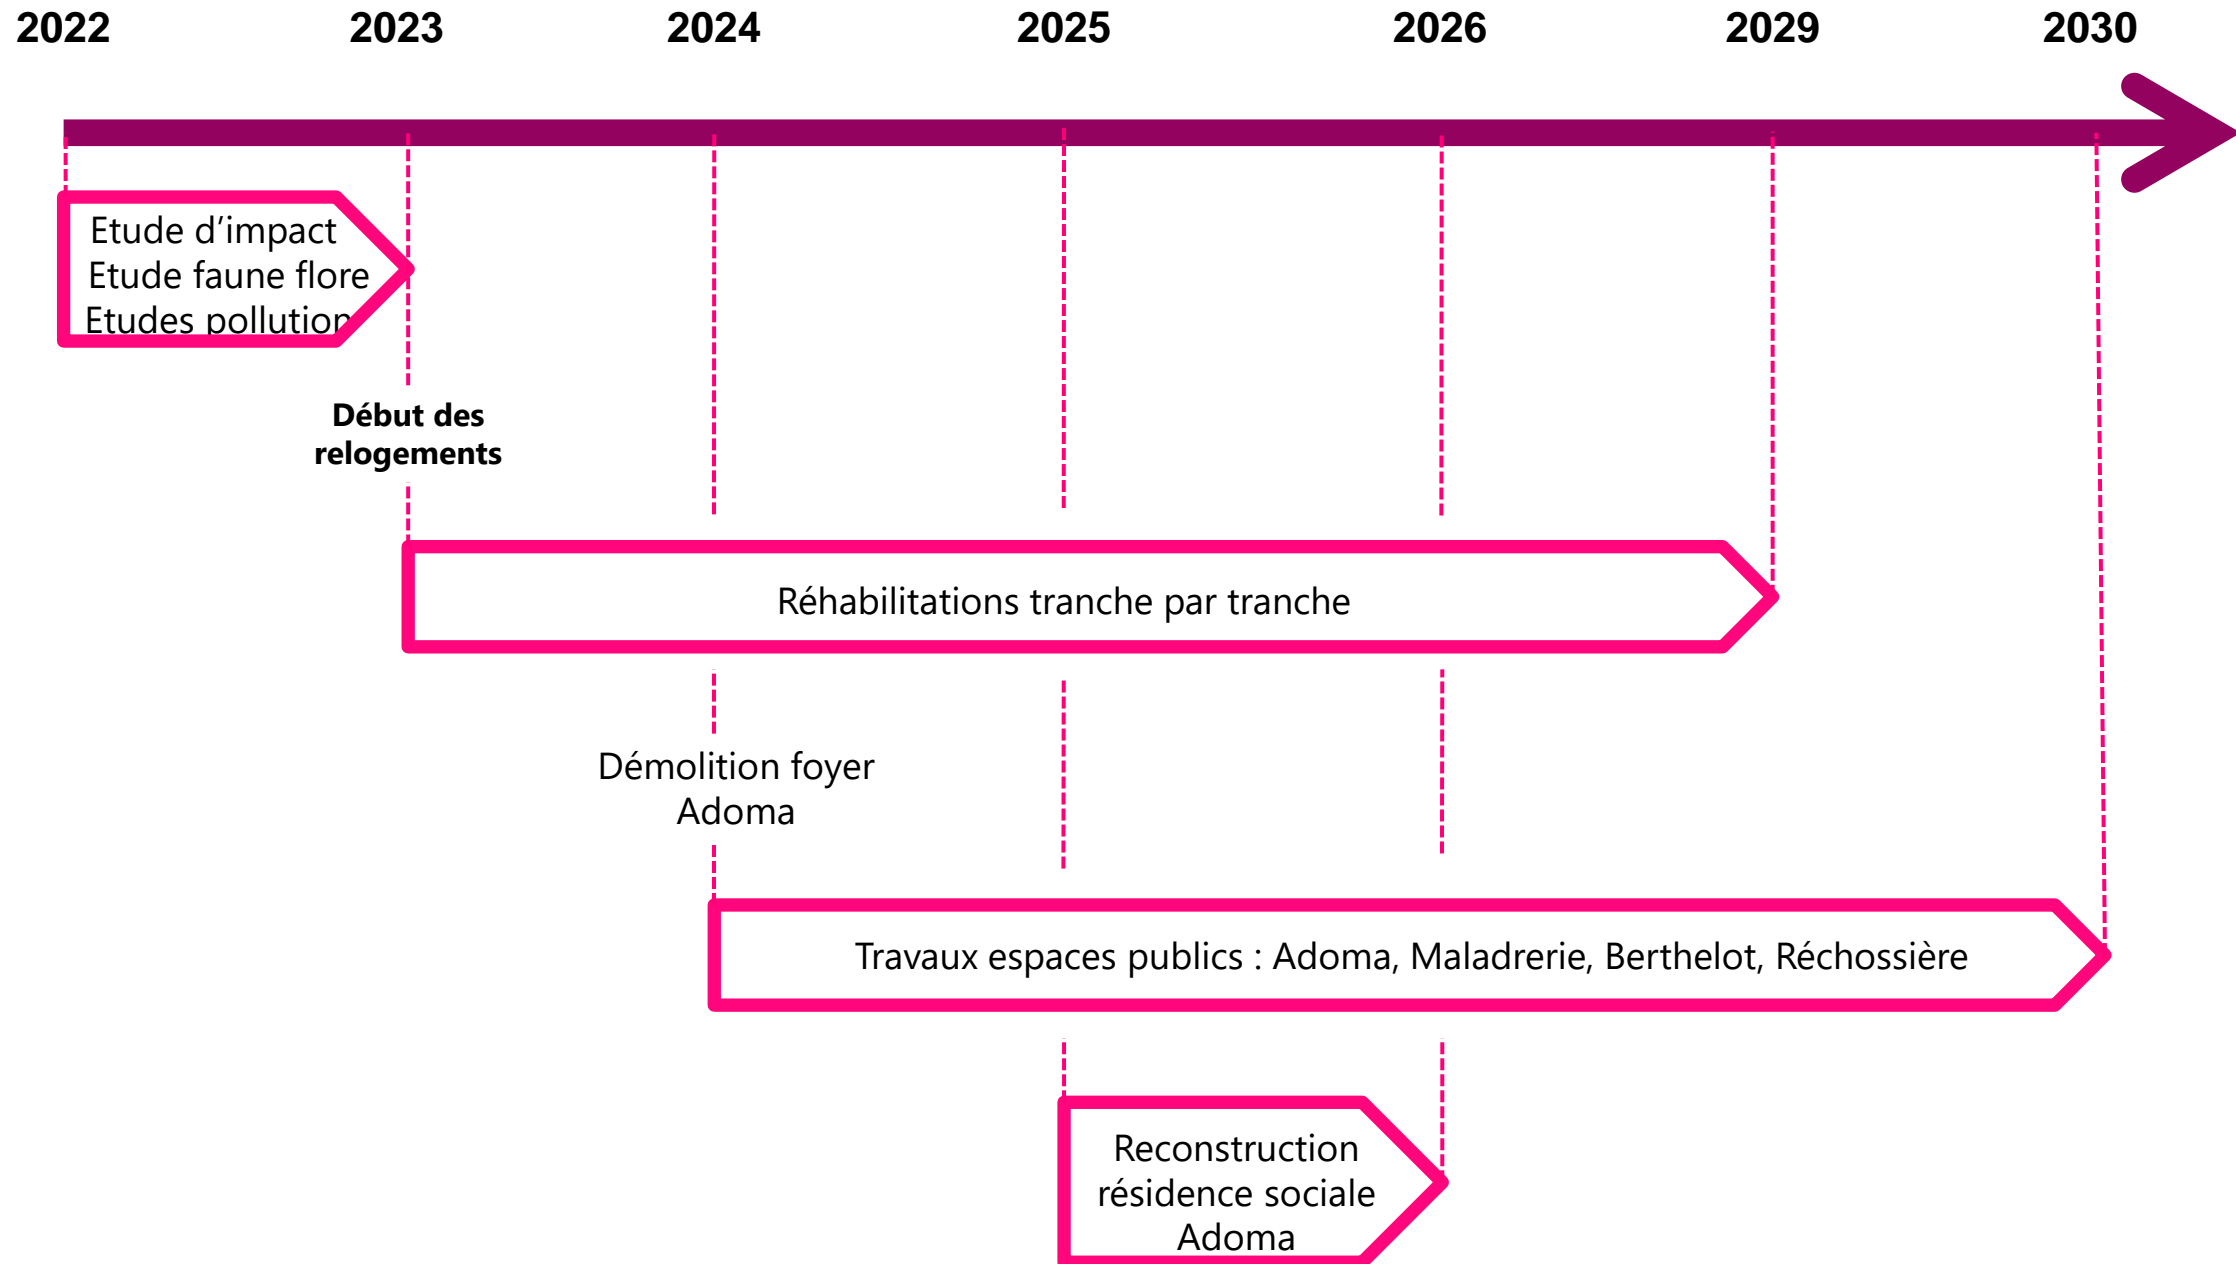 2022 2023 2024 2025 2026 2029 2030
Etude d’impact
Etude faune flore
Etudes pollution
Début des
relogements
Réhabilitations tranche par tranche
Démolition foyer
Adoma
Travaux espaces publics : Adoma, Maladrerie, Berthelot, Réchossière
Reconstruction
résidence sociale
Adoma